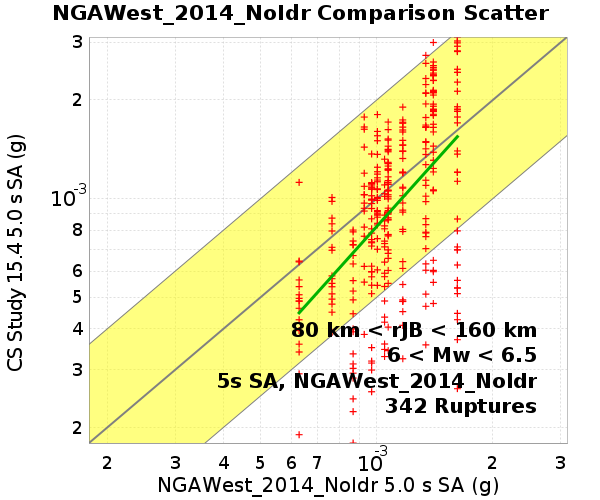 NGAWest_2014_NoIdr Comparison Scatter
3
2
10-3
8
6
5
4
3
2
CS Study 15.4 5.0 s SA (g)
80 km < rJB < 160 km
6 < Mw < 6.5
5s SA, NGAWest_2014_NoIdr
342 Ruptures
2 3 4 5 6 7 10-3 2 3
NGAWest_2014_NoIdr 5.0 s SA (g)